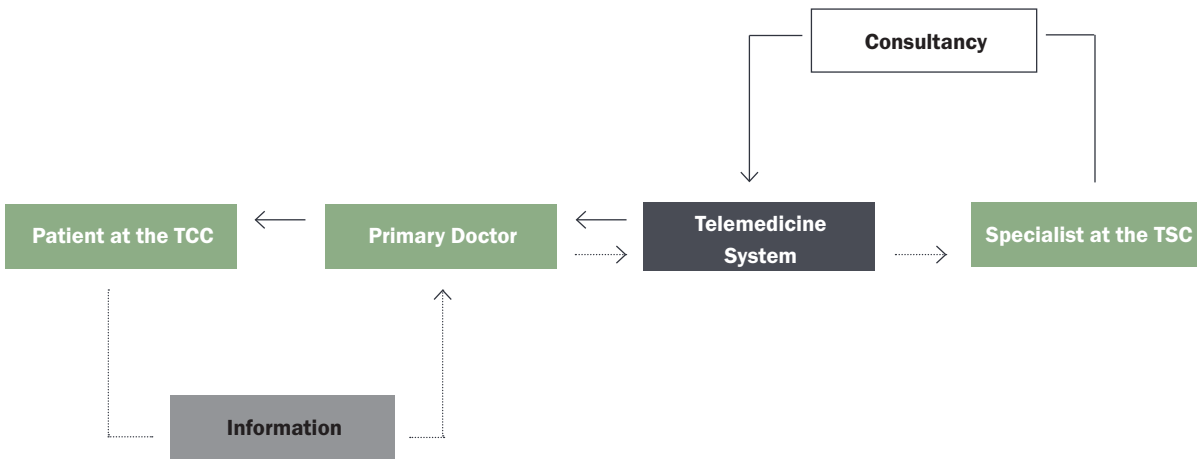 Consultancy
Patient at the TCC
Primary Doctor
Telemedicine
System
Specialist at the TSC
Information